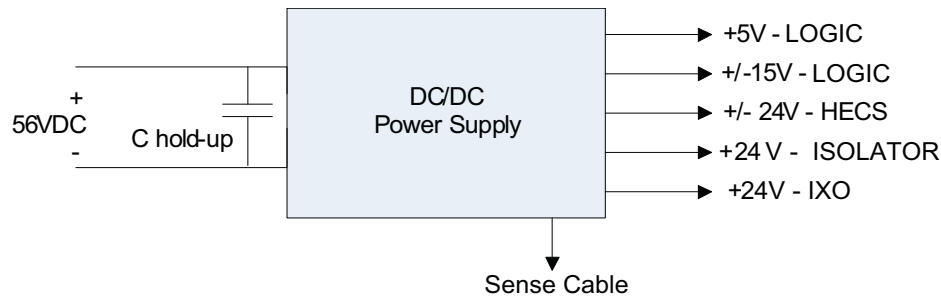 +5V - LOGIC
+/-15V - LOGIC
+/- 24V - HECS
+24 V - ISOLATOR
+24V - IXO
DC/DC
Power Supply
+
56VDC
-
C hold-up
Sense Cable